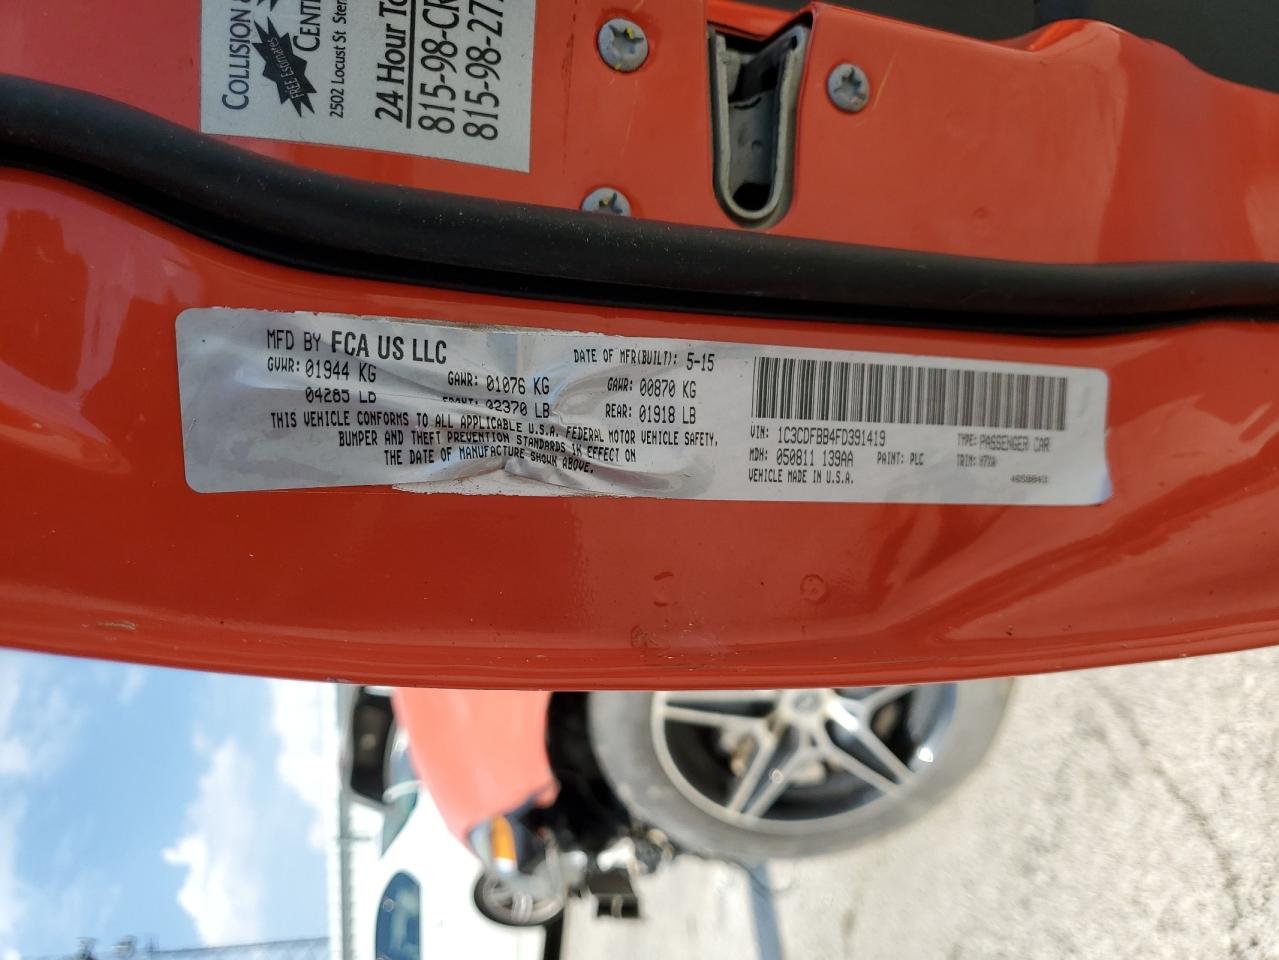 COLLISION
CENT
FREE Estimates
2502 Locust St Ster
24 Hour To
815-98-CR
815-98-27
MFD BY FCA US LLC
DATE OF MFR(BUILT): 5-15
GVWR: 01944 KG
04285 LB
GAWR: 01076 KG
FRONT: 02370 LB
GAWR: 00870 KG
REAR: 01918 LB
THIS VEHICLE CONFORMS TO ALL APPLICABLE U.S.A. FEDERAL MOTOR VEHICLE SAFETY,
BUMPER AND THEFT PREVENTION STANDARDS IN EFFECT ON
THE DATE OF MANUFACTURE SHOWN ABOVE.
VIN: 1C3CDFBB4FD391419
TYPE: PASSENGER CAR
MDH: 050811 139AA
PAINT: PLC
TRIM:
VEHICLE MADE IN U.S.A.